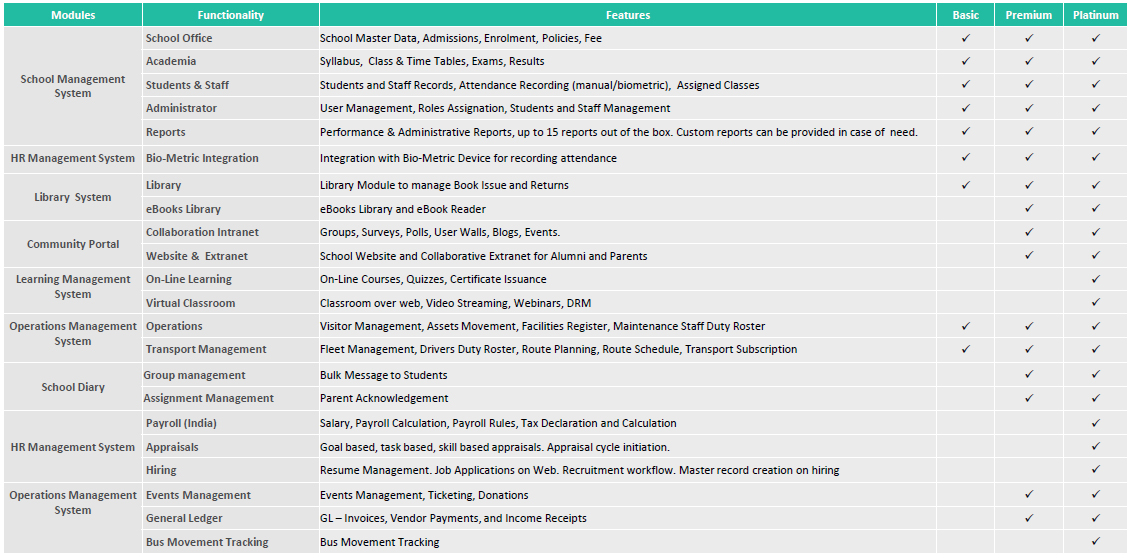 Modules Functionality Features Basic Premium Platinum
School Management System
School Office School Master Data, Admissions, Enrolment, Policies, Fee ✓ ✓ ✓
Academia Syllabus, Class & Time Tables, Exams, Results ✓ ✓ ✓
Students & Staff Students and Staff Records, Attendance Recording (manual/biometric), Assigned Classes ✓ ✓ ✓
Administrator User Management, Roles Assignation, Students and Staff Management ✓ ✓ ✓
Reports Performance & Administrative Reports, up to 15 reports out of the box. Custom reports can be provided in case of need. ✓ ✓ ✓
HR Management System Bio-Metric Integration Integration with Bio-Metric Device for recording attendance ✓ ✓ ✓
Library System
Library Library Module to manage Book Issue and Returns ✓ ✓ ✓
eBooks Library eBooks Library and eBook Reader ✓ ✓
Community Portal
Collaboration Intranet Groups, Surveys, Polls, User Walls, Blogs, Events. ✓ ✓
Website & Extranet School Website and Collaborative Extranet for Alumni and Parents ✓ ✓
Learning Management System
On-Line Learning On-Line Courses, Quizzes, Certificate Issuance ✓
Virtual Classroom Classroom over web, Video Streaming, Webinars, DRM ✓
Operations Management System
Operations Visitor Management, Assets Movement, Facilities Register, Maintenance Staff Duty Roster ✓ ✓ ✓
Transport Management Fleet Management, Drivers Duty Roster, Route Planning, Route Schedule, Transport Subscription ✓ ✓ ✓
School Diary
Group management Bulk Message to Students ✓ ✓
Assignment Management Parent Acknowledgement ✓ ✓
HR Management System
Payroll (India) Salary, Payroll Calculation, Payroll Rules, Tax Declaration and Calculation ✓
Appraisals Goal based, task based, skill based appraisals. Appraisal cycle initiation. ✓
Hiring Resume Management. Job Applications on Web. Recruitment workflow. Master record creation on hiring ✓
Operations Management System
Events Management Events Management, Ticketing, Donations ✓ ✓
General Ledger GL – Invoices, Vendor Payments, and Income Receipts ✓ ✓
Bus Movement Tracking Bus Movement Tracking ✓